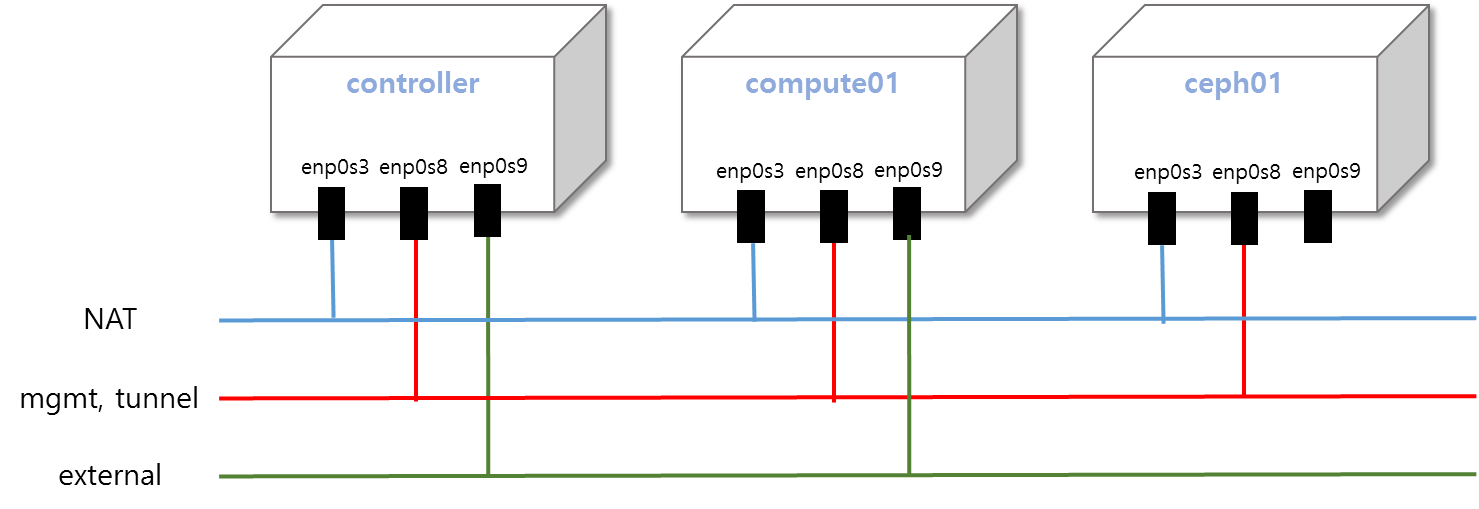 controller
compute01
ceph01
enp0s3 enp0s8 enp0s9
enp0s3 enp0s8 enp0s9
enp0s3 enp0s8 enp0s9
NAT
mgmt, tunnel
external